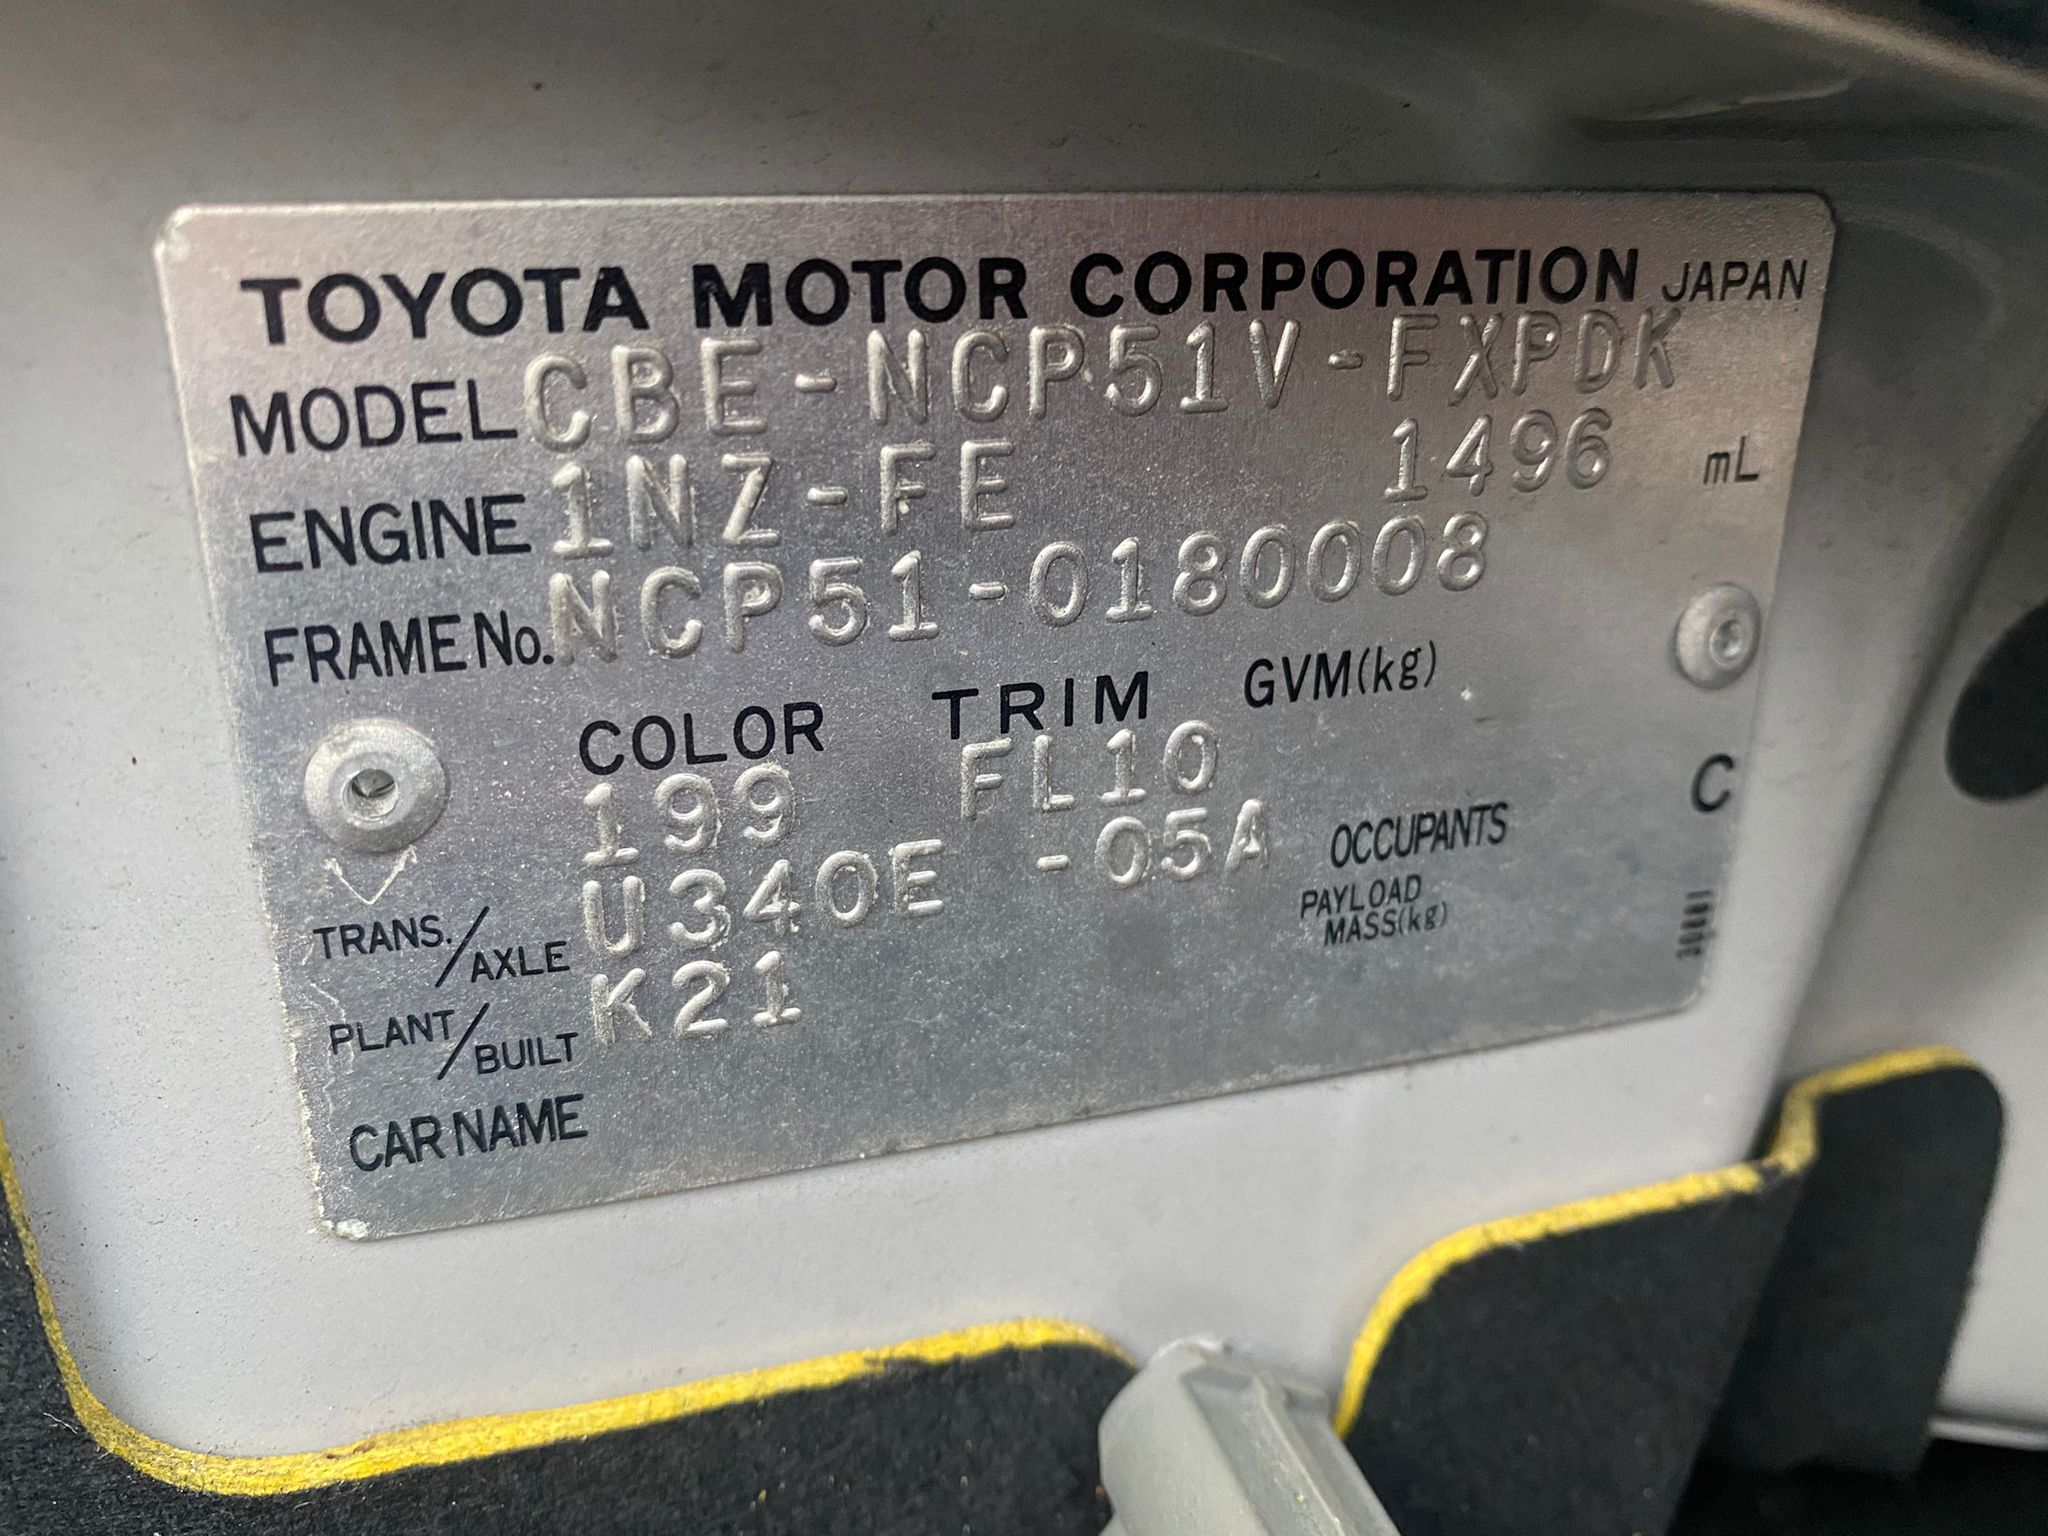 TOYOTA MOTOR CORPORATION JAPAN
MODEL CBE-NCP51V-FXPDK
ENGINE 1NZ-FE 1496 mL
FRAME No. NCP51-0180008
COLOR TRIM GVM(kg)
199 FL10 C
TRANS./AXLE U340E -05A OCCUPANTS
PAYLOAD
MASS(kg)
PLANT/BUILT K21
CAR NAME